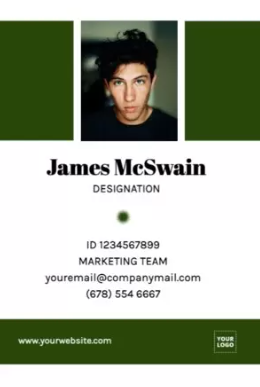 James McSwain
DESIGNATION
ID 1234567899
MARKETING TEAM
youremail@companymail.com
(678) 554 6667
www.yourwebsite.com
YOUR
LOGO